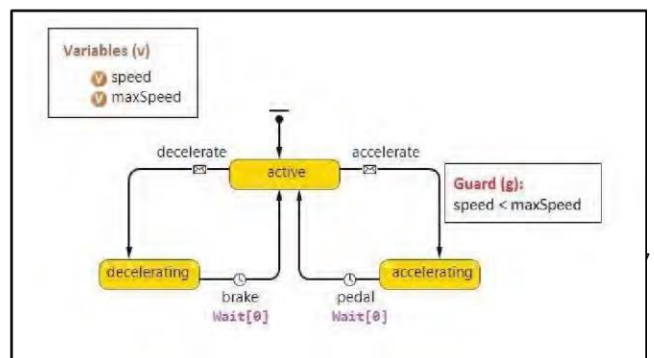 Variables (v)
V speed
V maxSpeed
decelerate
accelerate
active
Guard (g):
speed < maxSpeed
decelerating
accelerating
brake
pedal
Wait[0]
Wait[0]
,